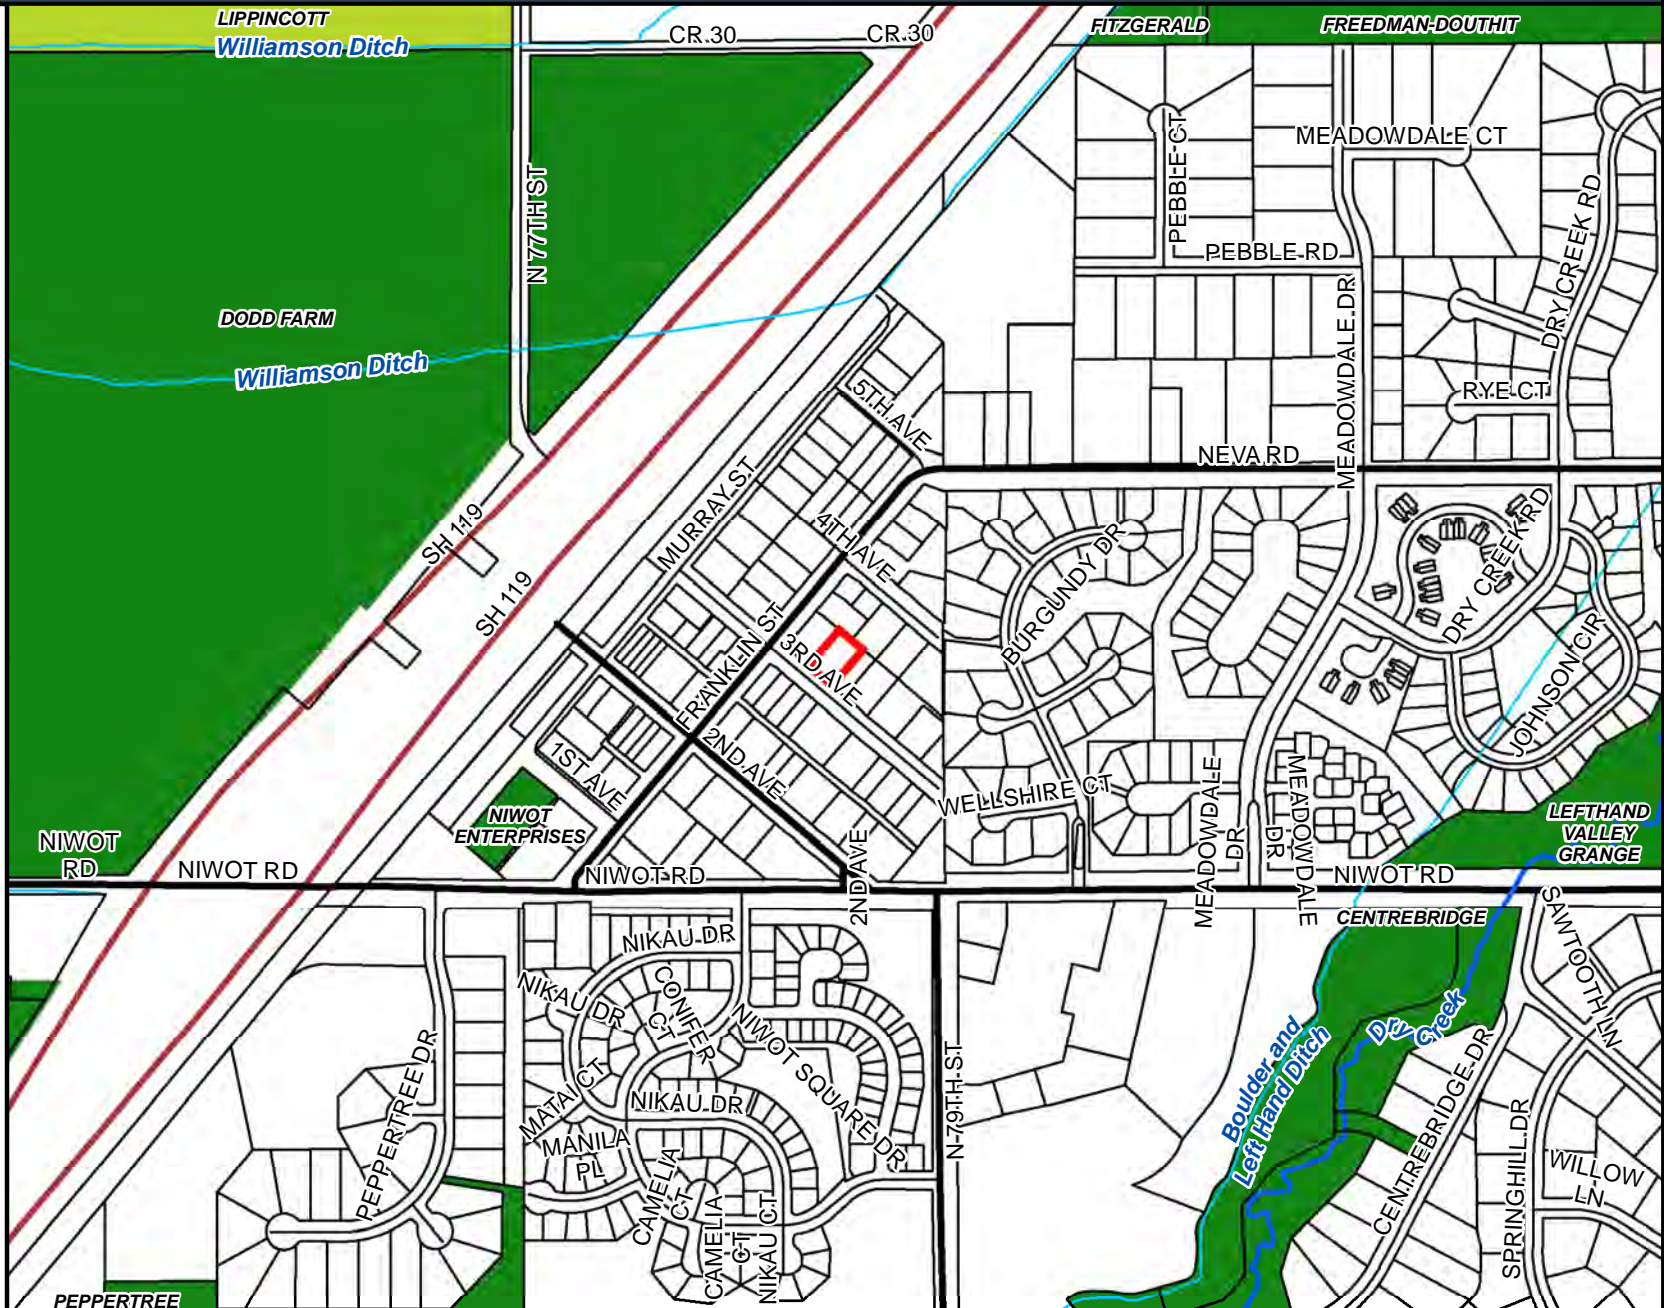 LIPPINCOTT
Williamson Ditch
CR 30
CR 30
FITZGERALD
FREEDMAN-DOUTHIT
N 77TH ST
PEBBLE CT
MEADOWDALE CT
DRY CREEK RD
PEBBLE RD
MEADOWDALE DR
DODD FARM
Williamson Ditch
5TH AVE
RYE CT
NEVA RD
MURRAY ST
SH 119
SH 119
4TH AVE
BURGUNDY DR
DRY CREEK RD
JOHNSON CIR
FRANKLIN ST
3RD AVE
2ND AVE
1ST AVE
WELLSHIRE CT
MEADOWDALE
DR
MEADOWDALE
DR
NIWOT
ENTERPRISES
LEFTHAND
VALLEY
GRANGE
NIWOT
RD
NIWOT RD
NIWOT RD
2ND AVE
NIWOT RD
CENTREBRIDGE
SAWTOOTH LN
NIKAU DR
NIKAU DR
CONIFER
CT
NIWOT SQUARE DR
PEPPERTREE DR
MATAI CT
NIKAU DR
MANILA
PL
N 79TH ST
Boulder and
Left Hand Ditch
Dry
Creek
CENTREBRIDGE DR
SPRINGHILL DR
WILLOW
LN
CAMELIA
CT
CAMELIA
CT
NIKAU CT
PEPPERTREE